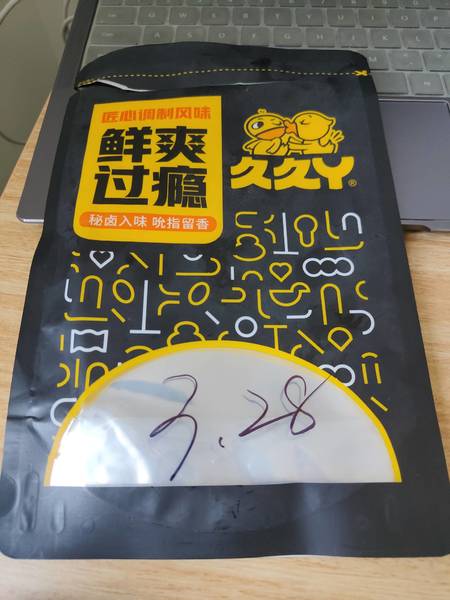 匠心调制风味
鲜爽
过瘾
秘卤入味 吮指留香
久久丫®
3.28